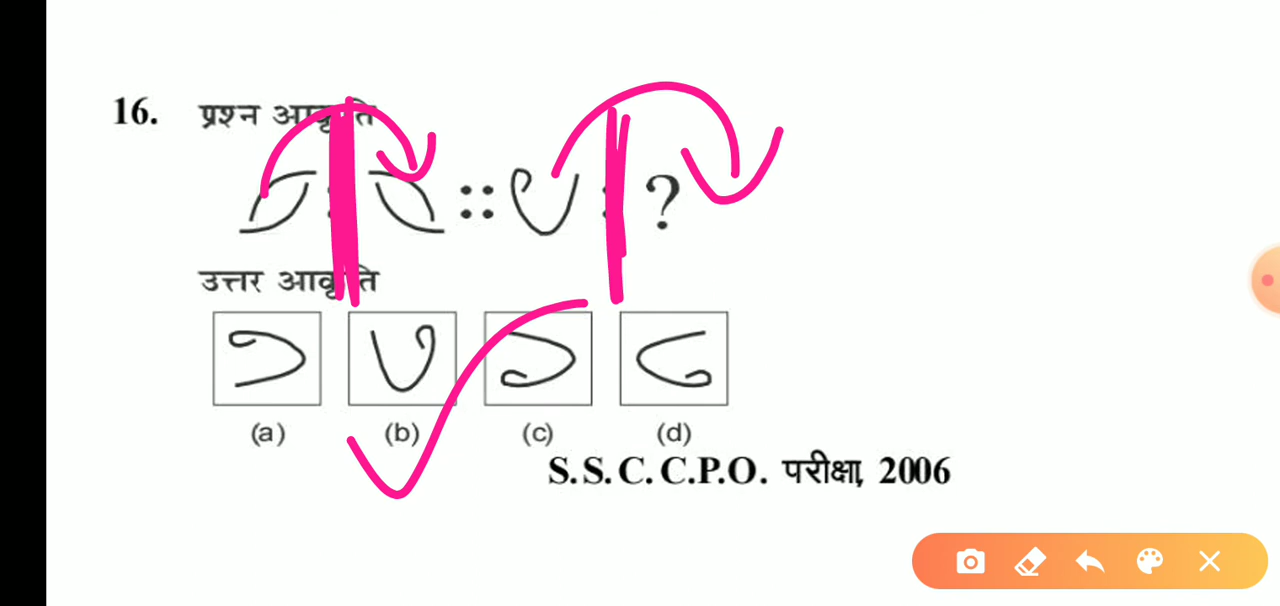 16. प्रश्न आकृति
: :: : ?
उत्तर आकृति
(a) (b) (c) (d)
S.S.C.C.P.O. परीक्षा, 2006